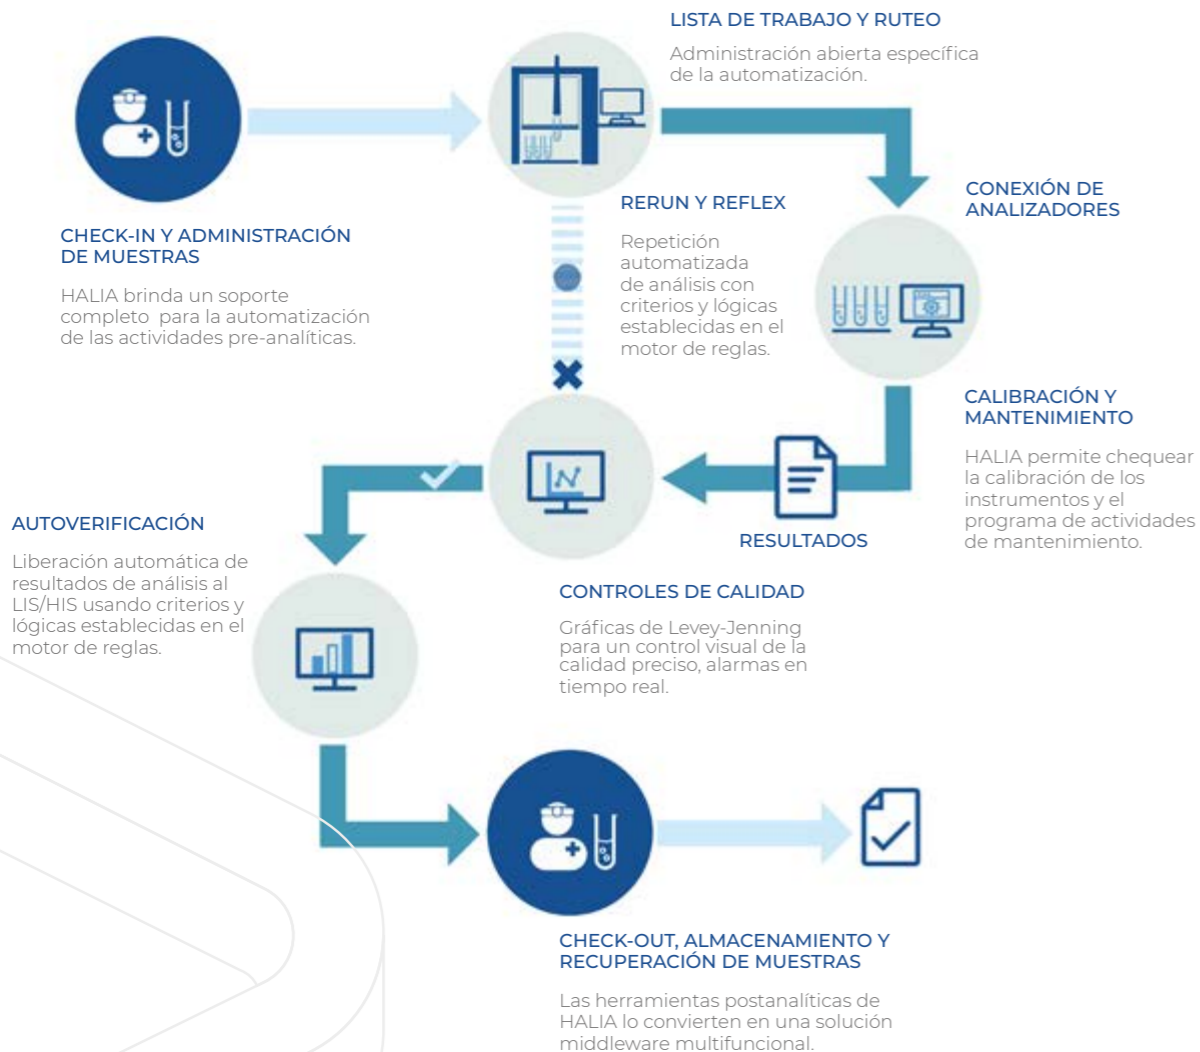 LISTA DE TRABAJO Y RUTEO
Administración abierta específica
de la automatización.
CHECK-IN Y ADMINISTRACIÓN
DE MUESTRAS
HALIA brinda un soporte
completo para la automatización
de las actividades pre-analíticas.
RERUN Y REFLEX
Repetición
automatizada
de análisis con
criterios y lógicas
establecidas en el
motor de reglas.
CONEXIÓN DE
ANALIZADORES
CALIBRACIÓN Y
MANTENIMIENTO
HALIA permite chequear
la calibración de los
instrumentos y el
programa de actividades
de mantenimiento.
RESULTADOS
CONTROLES DE CALIDAD
Gráficas de Levey-Jenning
para un control visual de la
calidad preciso, alarmas en
tiempo real.
AUTOVERIFICACIÓN
Liberación automática de
resultados de análisis al
LIS/HIS usando criterios y
lógicas establecidas en el
motor de reglas.
CHECK-OUT, ALMACENAMIENTO Y
RECUPERACIÓN DE MUESTRAS
Las herramientas postanalíticas de
HALIA lo convierten en una solución
middleware multifuncional.